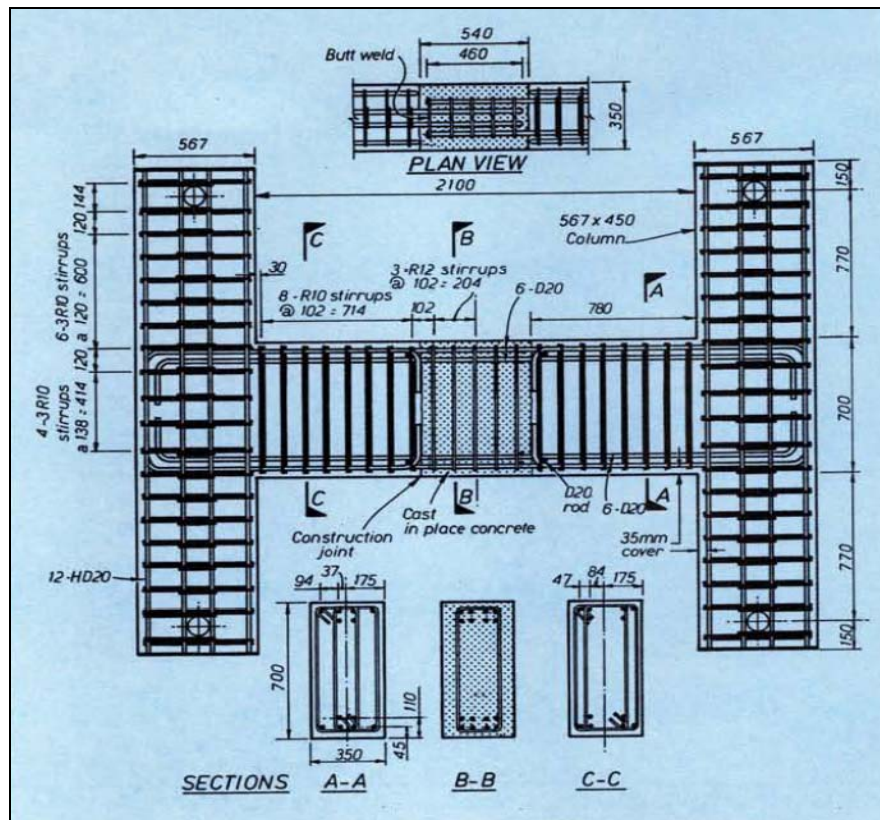 540
460
Butt weld
350
PLAN VIEW
567
567
2100
150
144
120
567 x 450
Column
770
C
B
A
3-R12 stirrups
@ 102 = 204
6-D20
30
8-R10 stirrups
@ 102 = 714
102
780
6-3R10 stirrups
a 120 = 600
120
4-3R10
stirrups
a 138 = 414
700
C
B
A
Construction
joint
Cast
in place concrete
D20
rod
6-D20
35mm
cover
770
12-HD20
94
37
175
47
84
175
150
700
110
45
350
SECTIONS
A-A
B-B
C-C